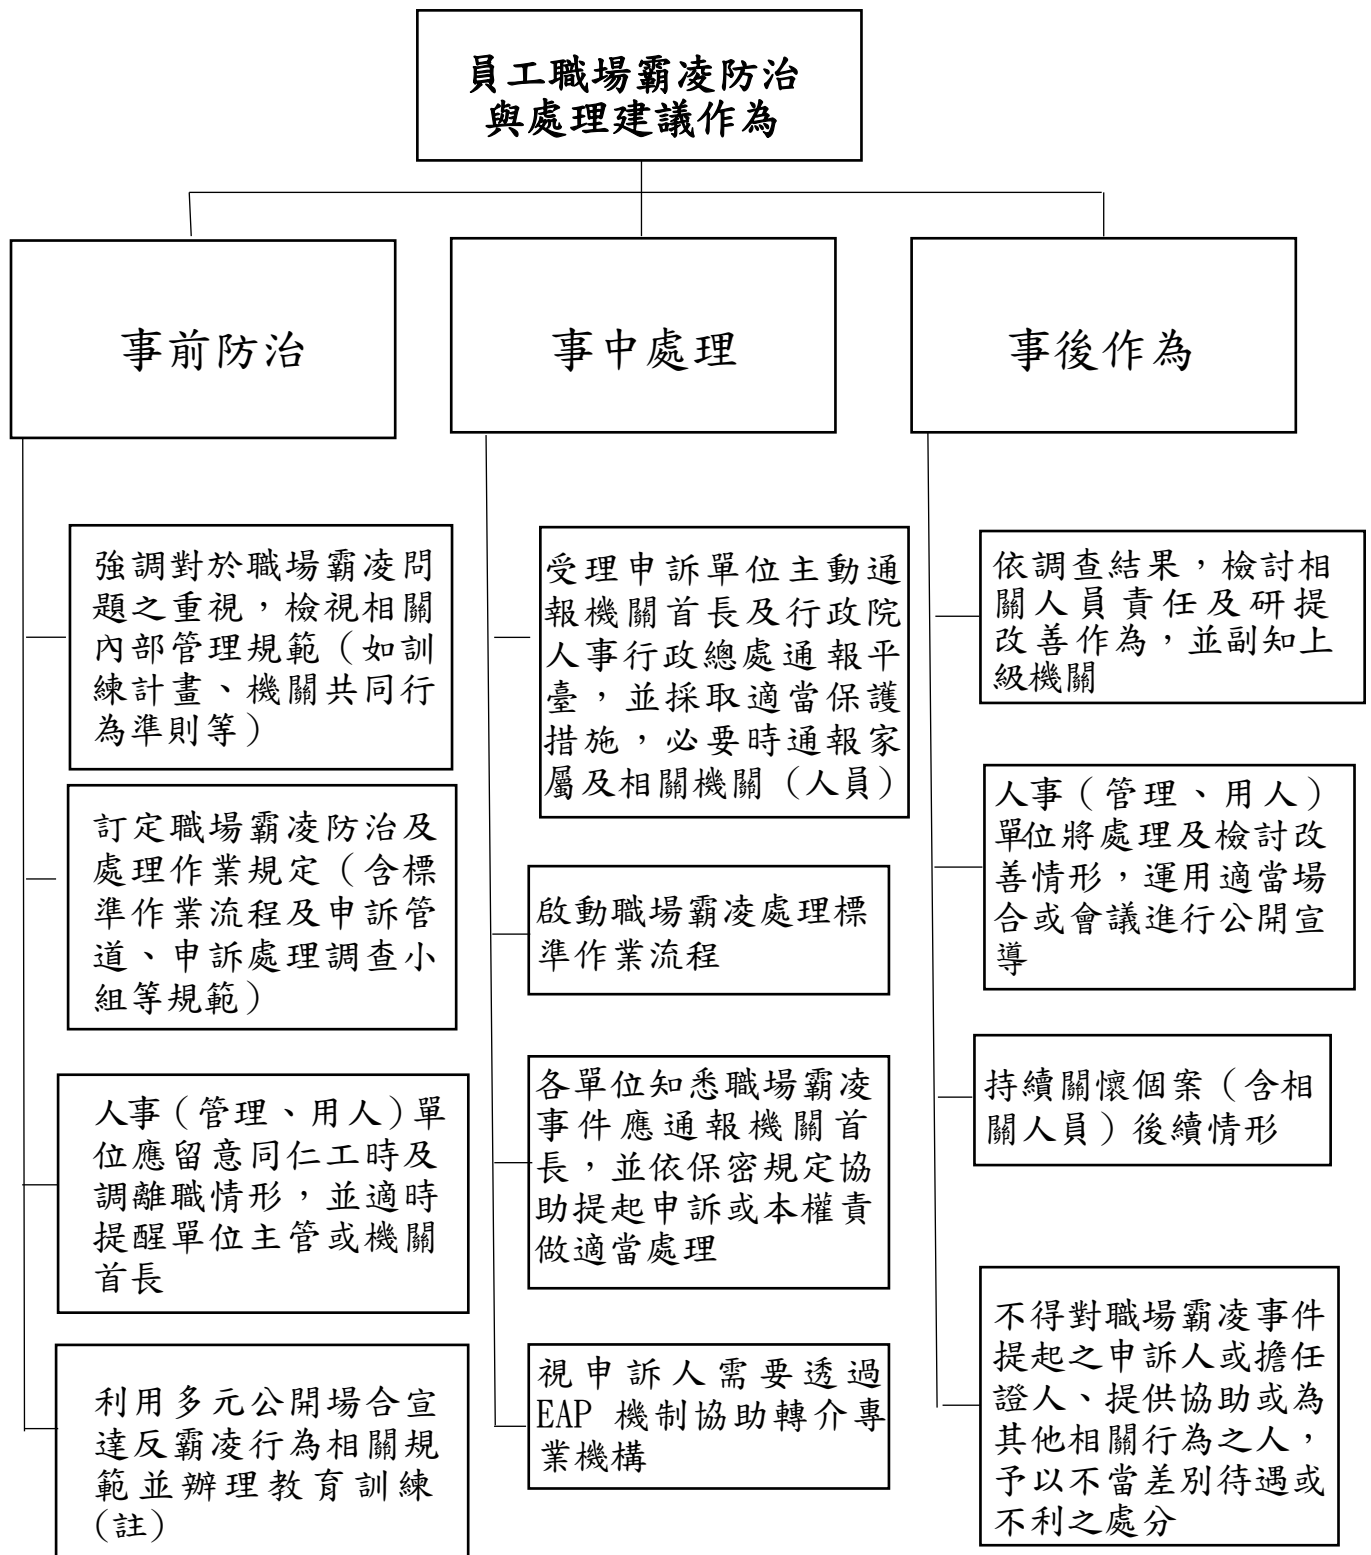 員工職場霸凌防治
與處理建議作為
事前防治
事中處理
事後作為
強調對於職場霸凌問
題之重視，檢視相關
內部管理規範（如訓
練計畫、機關共同行
為準則等）
訂定職場霸凌防治及
處理作業規定（含標
準作業流程及申訴管
道、申訴處理調查小
組等規範）
人事（管理、用人）單
位應留意同仁工時及
調離職情形，並適時
提醒單位主管或機關
首長
利用多元公開場合宣
達反霸凌行為相關規
範並辦理教育訓練
(註)
受理申訴單位主動通
報機關首長及行政院
人事行政總處通報平
臺，並採取適當保護
措施，必要時通報家
屬及相關機關（人員）
啟動職場霸凌處理標
準作業流程
各單位知悉職場霸凌
事件應通報機關首
長，並依保密規定協
助提起申訴或本權責
做適當處理
視申訴人需要透過
EAP 機制協助轉介專
業機構
依調查結果，檢討相
關人員責任及研提
改善作為，並副知上
級機關
人事（管理、用人）
單位將處理及檢討改
善情形，運用適當場
合或會議進行公開宣
導
持續關懷個案（含相
關人員）後續情形
不得對職場霸凌事件
提起之申訴人或擔任
證人、提供協助或為
其他相關行為之人，
予以不當差別待遇或
不利之處分